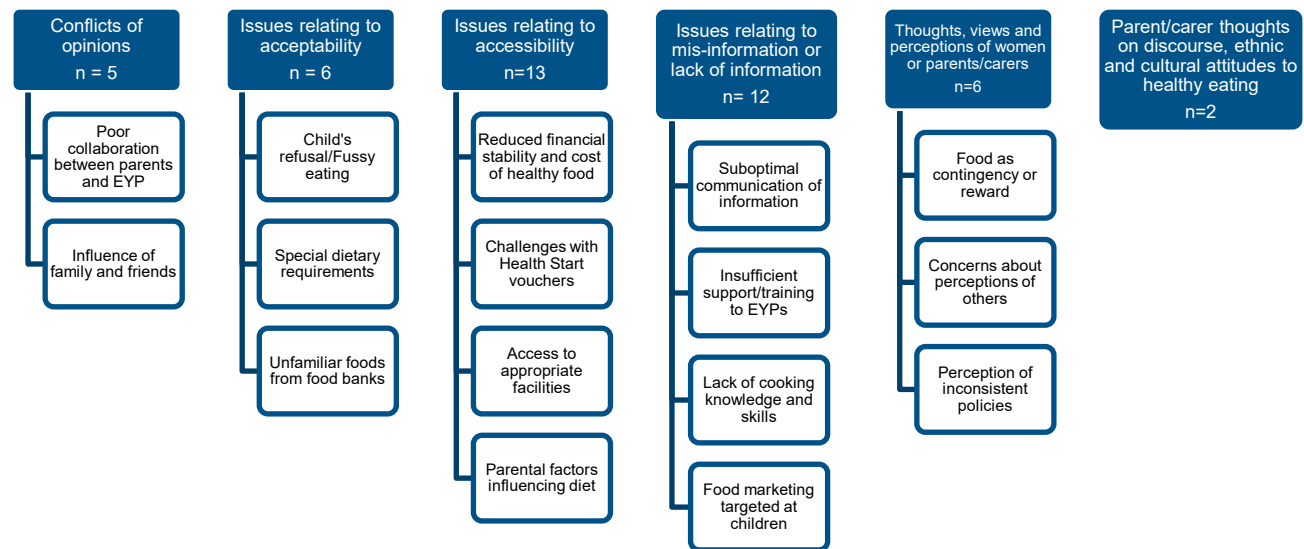 Conflicts of
opinions
n = 5
Poor
collaboration
between parents
and EYP
Influence of
family and friends
Issues relating to
acceptability
n = 6
Child's
refusal/Fussy
eating
Special dietary
requirements
Unfamiliar foods
from food banks
Issues relating to
accessibility
n=13
Reduced financial
stability and cost
of healthy food
Challenges with
Health Start
vouchers
Access to
appropriate
facilities
Parental factors
influencing diet
Issues relating to
mis-information or
lack of information
n= 12
Suboptimal
communication of
information
Insufficient
support/training
to EYPs
Lack of cooking
knowledge and
skills
Food marketing
targeted at
children
Thoughts, views and
perceptions of women
or parents/carers
n=6
Food as
contingency or
reward
Concerns about
perceptions of
others
Perception of
inconsistent
policies
Parent/carer thoughts
on discourse, ethnic
and cultural attitudes to
healthy eating
n=2